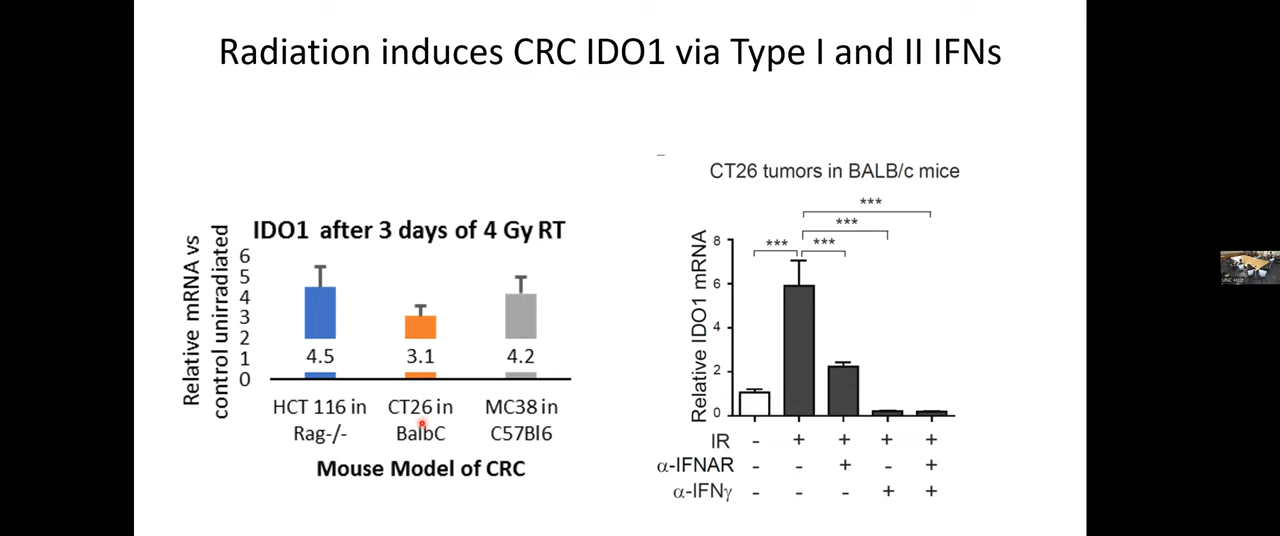 Radiation induces CRC IDO1 via Type I and II IFNs
IDO1 after 3 days of 4 Gy RT
Relative mRNA vs
control unirradiated
6
5
4
3
2
1
0
4.5 3.1 4.2
HCT 116 in CT26 in MC38 in
Rag-/- BalbC C57Bl6
Mouse Model of CRC
CT26 tumors in BALB/c mice
***
***
*** ***
Relative IDO1 mRNA
8
6
4
2
0
IR - + + + +
α-IFNAR - - + - +
α-IFNγ - - - + +